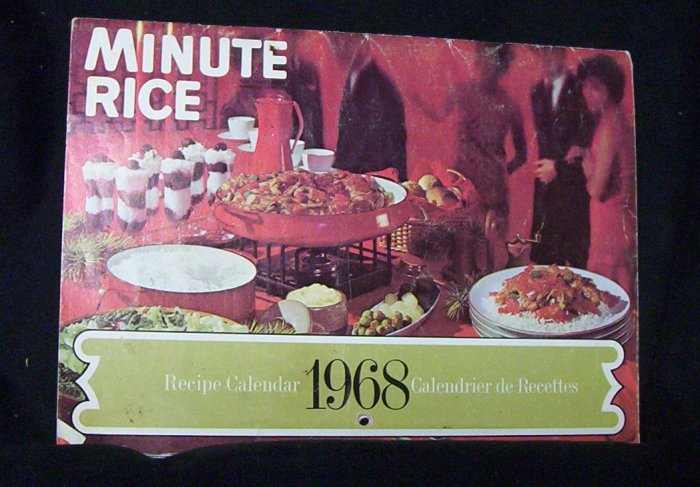 MINUTE
RICE
Recipe Calendar 1968 Calendrier de Recettes